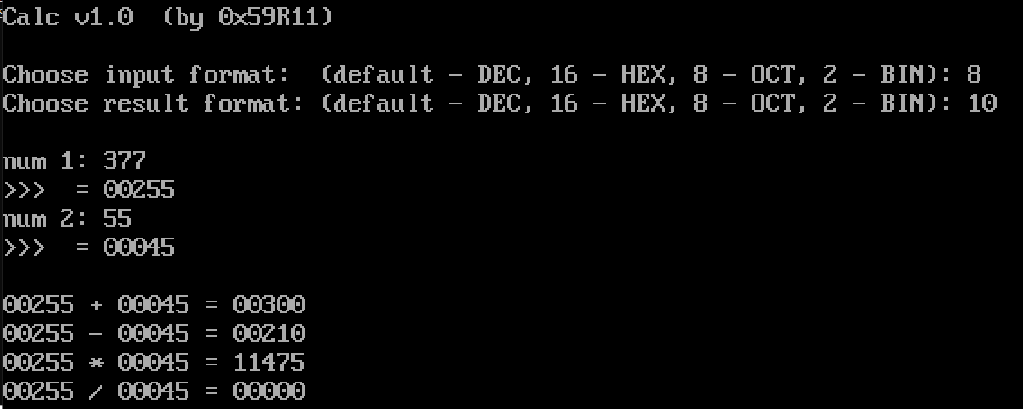 Calc v1.0  (by 0x59R11)
Choose input format:  (default - DEC, 16 - HEX, 8 - OCT, 2 - BIN): 8
Choose result format: (default - DEC, 16 - HEX, 8 - OCT, 2 - BIN): 10
num 1: 377
>>>  = 00255
num 2: 55
>>>  = 00045
00255 + 00045 = 00300
00255 - 00045 = 00210
00255 * 00045 = 11475
00255 / 00045 = 00000